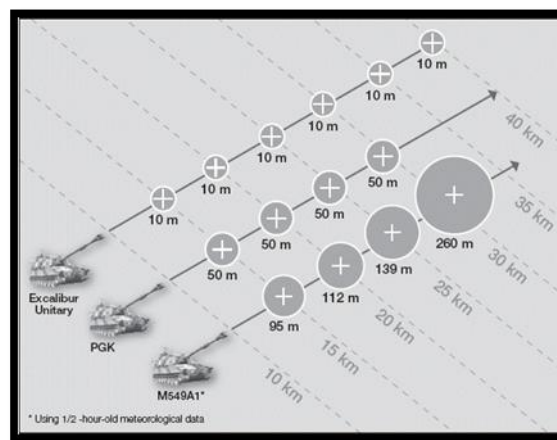 10 m
10 m
10 m
10 m
10 m
10 m
40 km
50 m
50 m
50 m
50 m
35 km
260 m
30 km
139 m
25 km
112 m
20 km
95 m
15 km
10 km
Excalibur
Unitary
PGK
M549A1*
* Using 1/2 -hour-old meteorological data